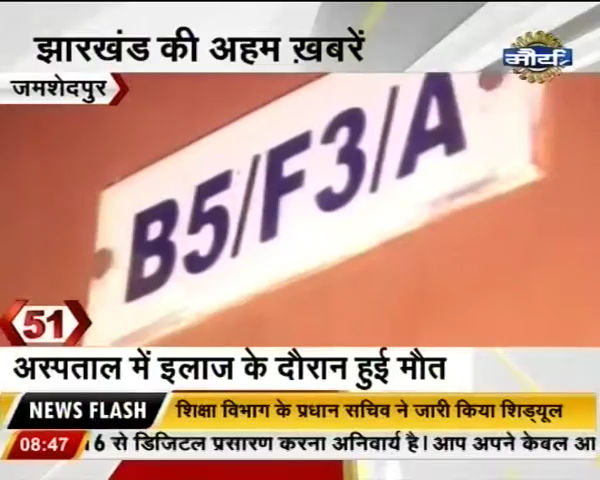 झारखंड की अहम ख़बरें
मौर्य
जमशेदपुर
B5/F3/A
51
अस्पताल में इलाज के दौरान हुई मौत
NEWS FLASH
शिक्षा विभाग के प्रधान सचिव ने जारी किया शिड्यूल
08:47
16 से डिजिटल प्रसारण करना अनिवार्य है। आप अपने केबल आ